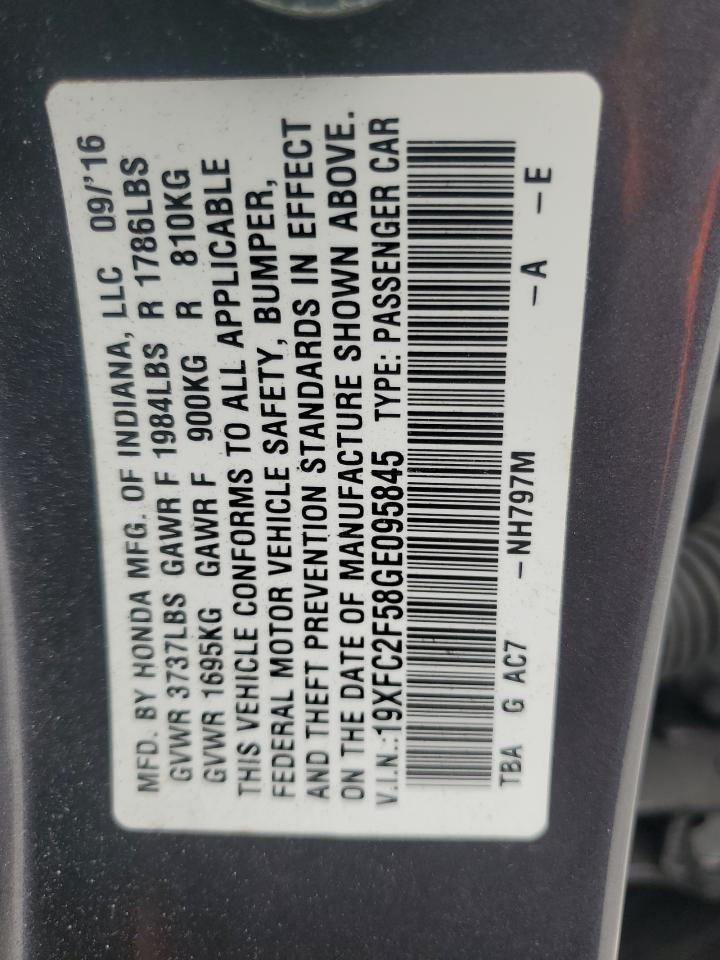 MFD. BY HONDA MFG. OF INDIANA, LLC 09/'16
GVWR 3737LBS GAWR F 1984LBS R 1786LBS
GVWR 1695KG GAWR F 900KG R 810KG
THIS VEHICLE CONFORMS TO ALL APPLICABLE
FEDERAL MOTOR VEHICLE SAFETY, BUMPER,
AND THEFT PREVENTION STANDARDS IN EFFECT
ON THE DATE OF MANUFACTURE SHOWN ABOVE.
V.I.N.:19XFC2F58GE095845 TYPE: PASSENGER CAR
TBA G AC7 -NH797M -A -E